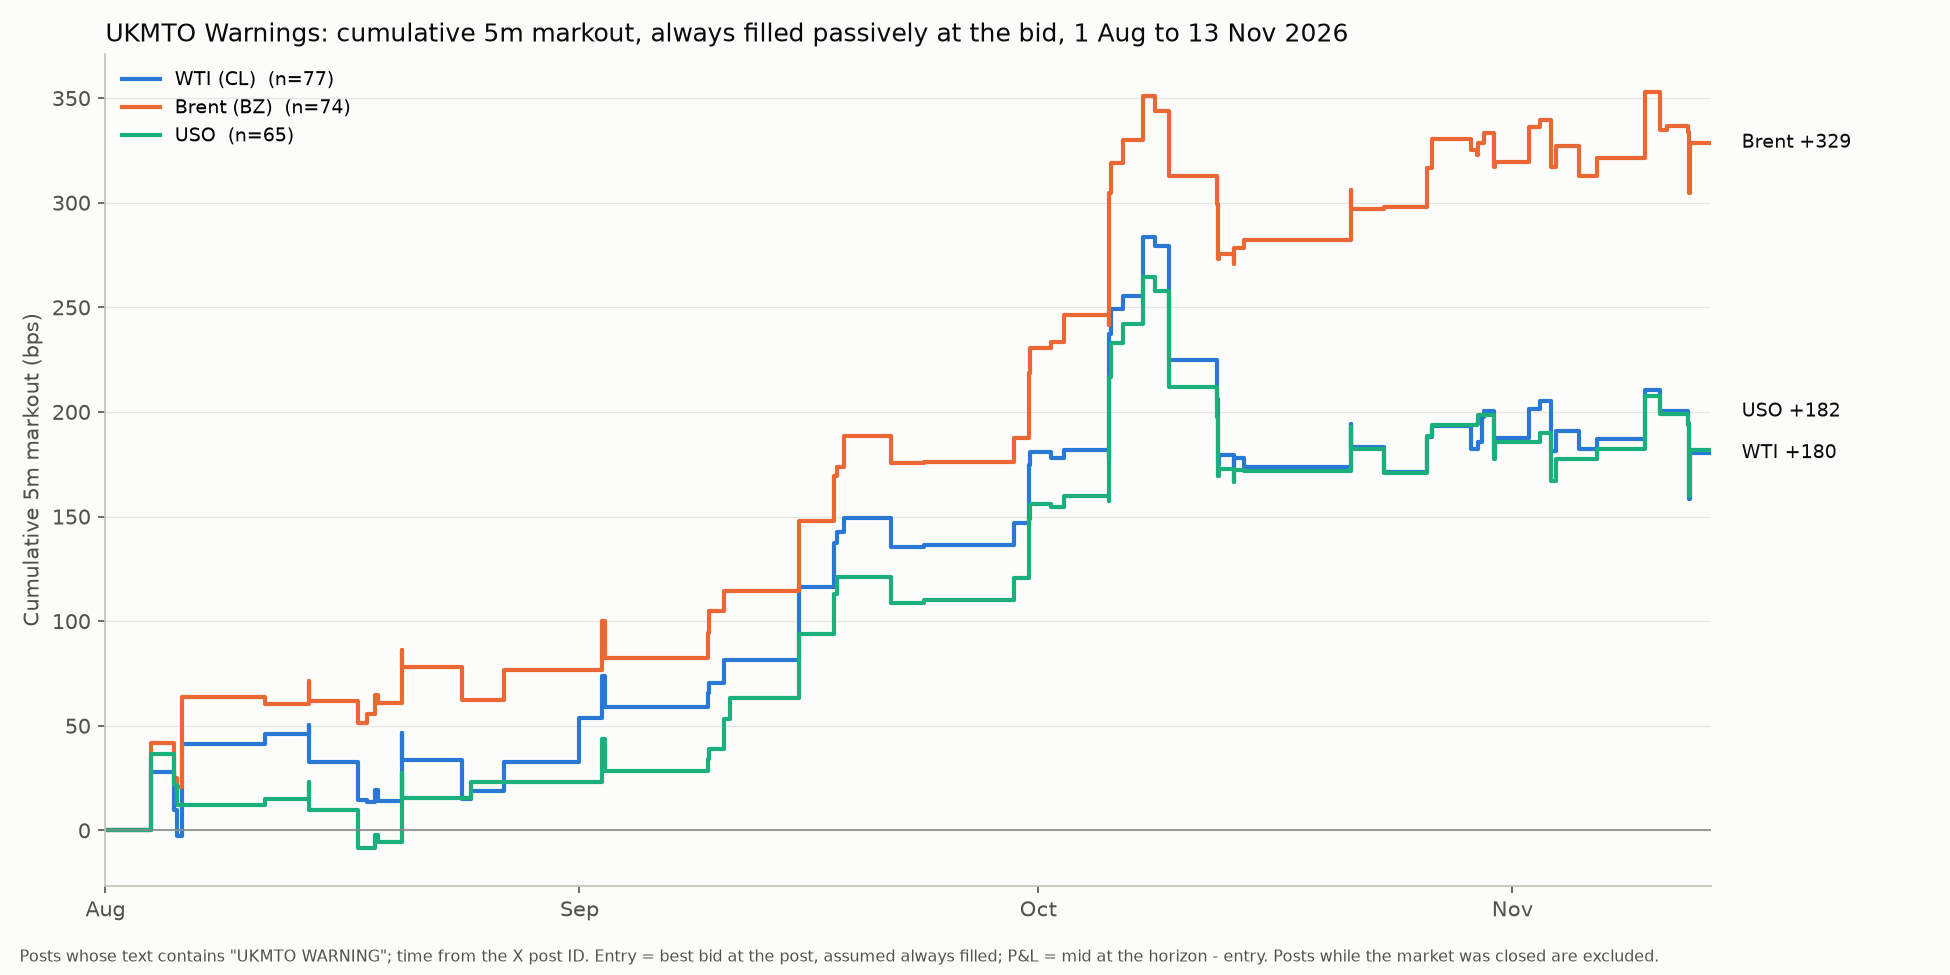 UKMTO Warnings: cumulative 5m markout, always filled passively at the bid, 1 Aug to 13 Nov 2026
WTI (CL) (n=77)
Brent (BZ) (n=74)
USO (n=65)
Cumulative 5m markout (bps)
350
300
250
200
150
100
50
0
Brent +329
USO +182
WTI +180
Aug
Sep
Oct
Nov
Posts whose text contains "UKMTO WARNING"; time from the X post ID. Entry = best bid at the post, assumed always filled; P&L = mid at the horizon - entry. Posts while the market was closed are excluded.